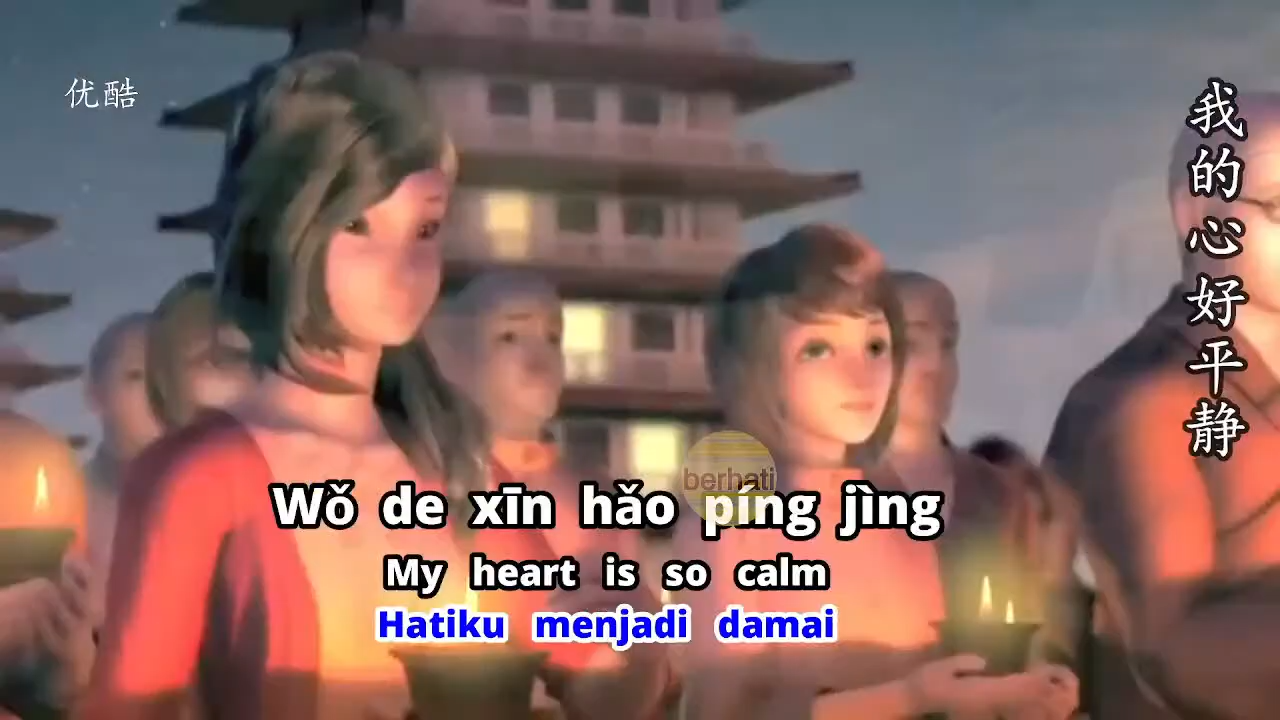 优酷
我的心好平静
berhati
Wǒ de xīn hǎo píng jìng
My heart is so calm
Hatiku menjadi damai